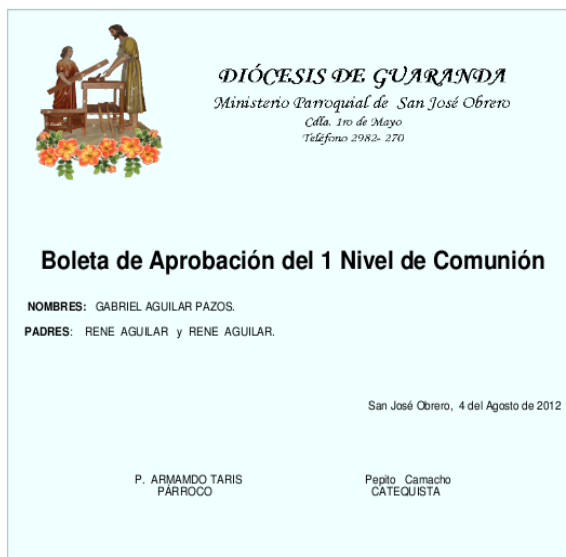 DIÓCESIS DE GUARANDA
Ministerio Parroquial de San José Obrero
Cdla. 1ro de Mayo
Teléfono 2982- 270
Boleta de Aprobación del 1 Nivel de Comunión
NOMBRES: GABRIEL AGUILAR PAZOS.
PADRES: RENE AGUILAR y RENE AGUILAR.
San José Obrero, 4 del Agosto de 2012
P. ARMAMDO TARIS Pepito Camacho
PÁRROCO CATEQUISTA